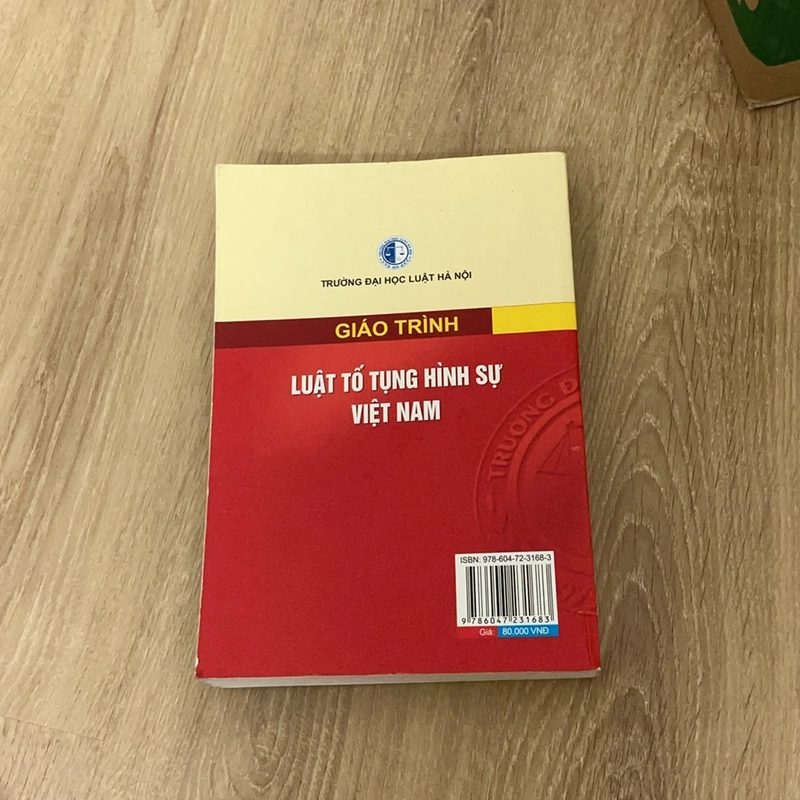 TRƯỜNG ĐẠI HỌC LUẬT HÀ NỘI
GIÁO TRÌNH
LUẬT TỐ TỤNG HÌNH SỰ
VIỆT NAM
TRƯỜNG Đ
ISBN: 978-604-72-3168-3
9 786047 231683
Giá: 80.000 VNĐ